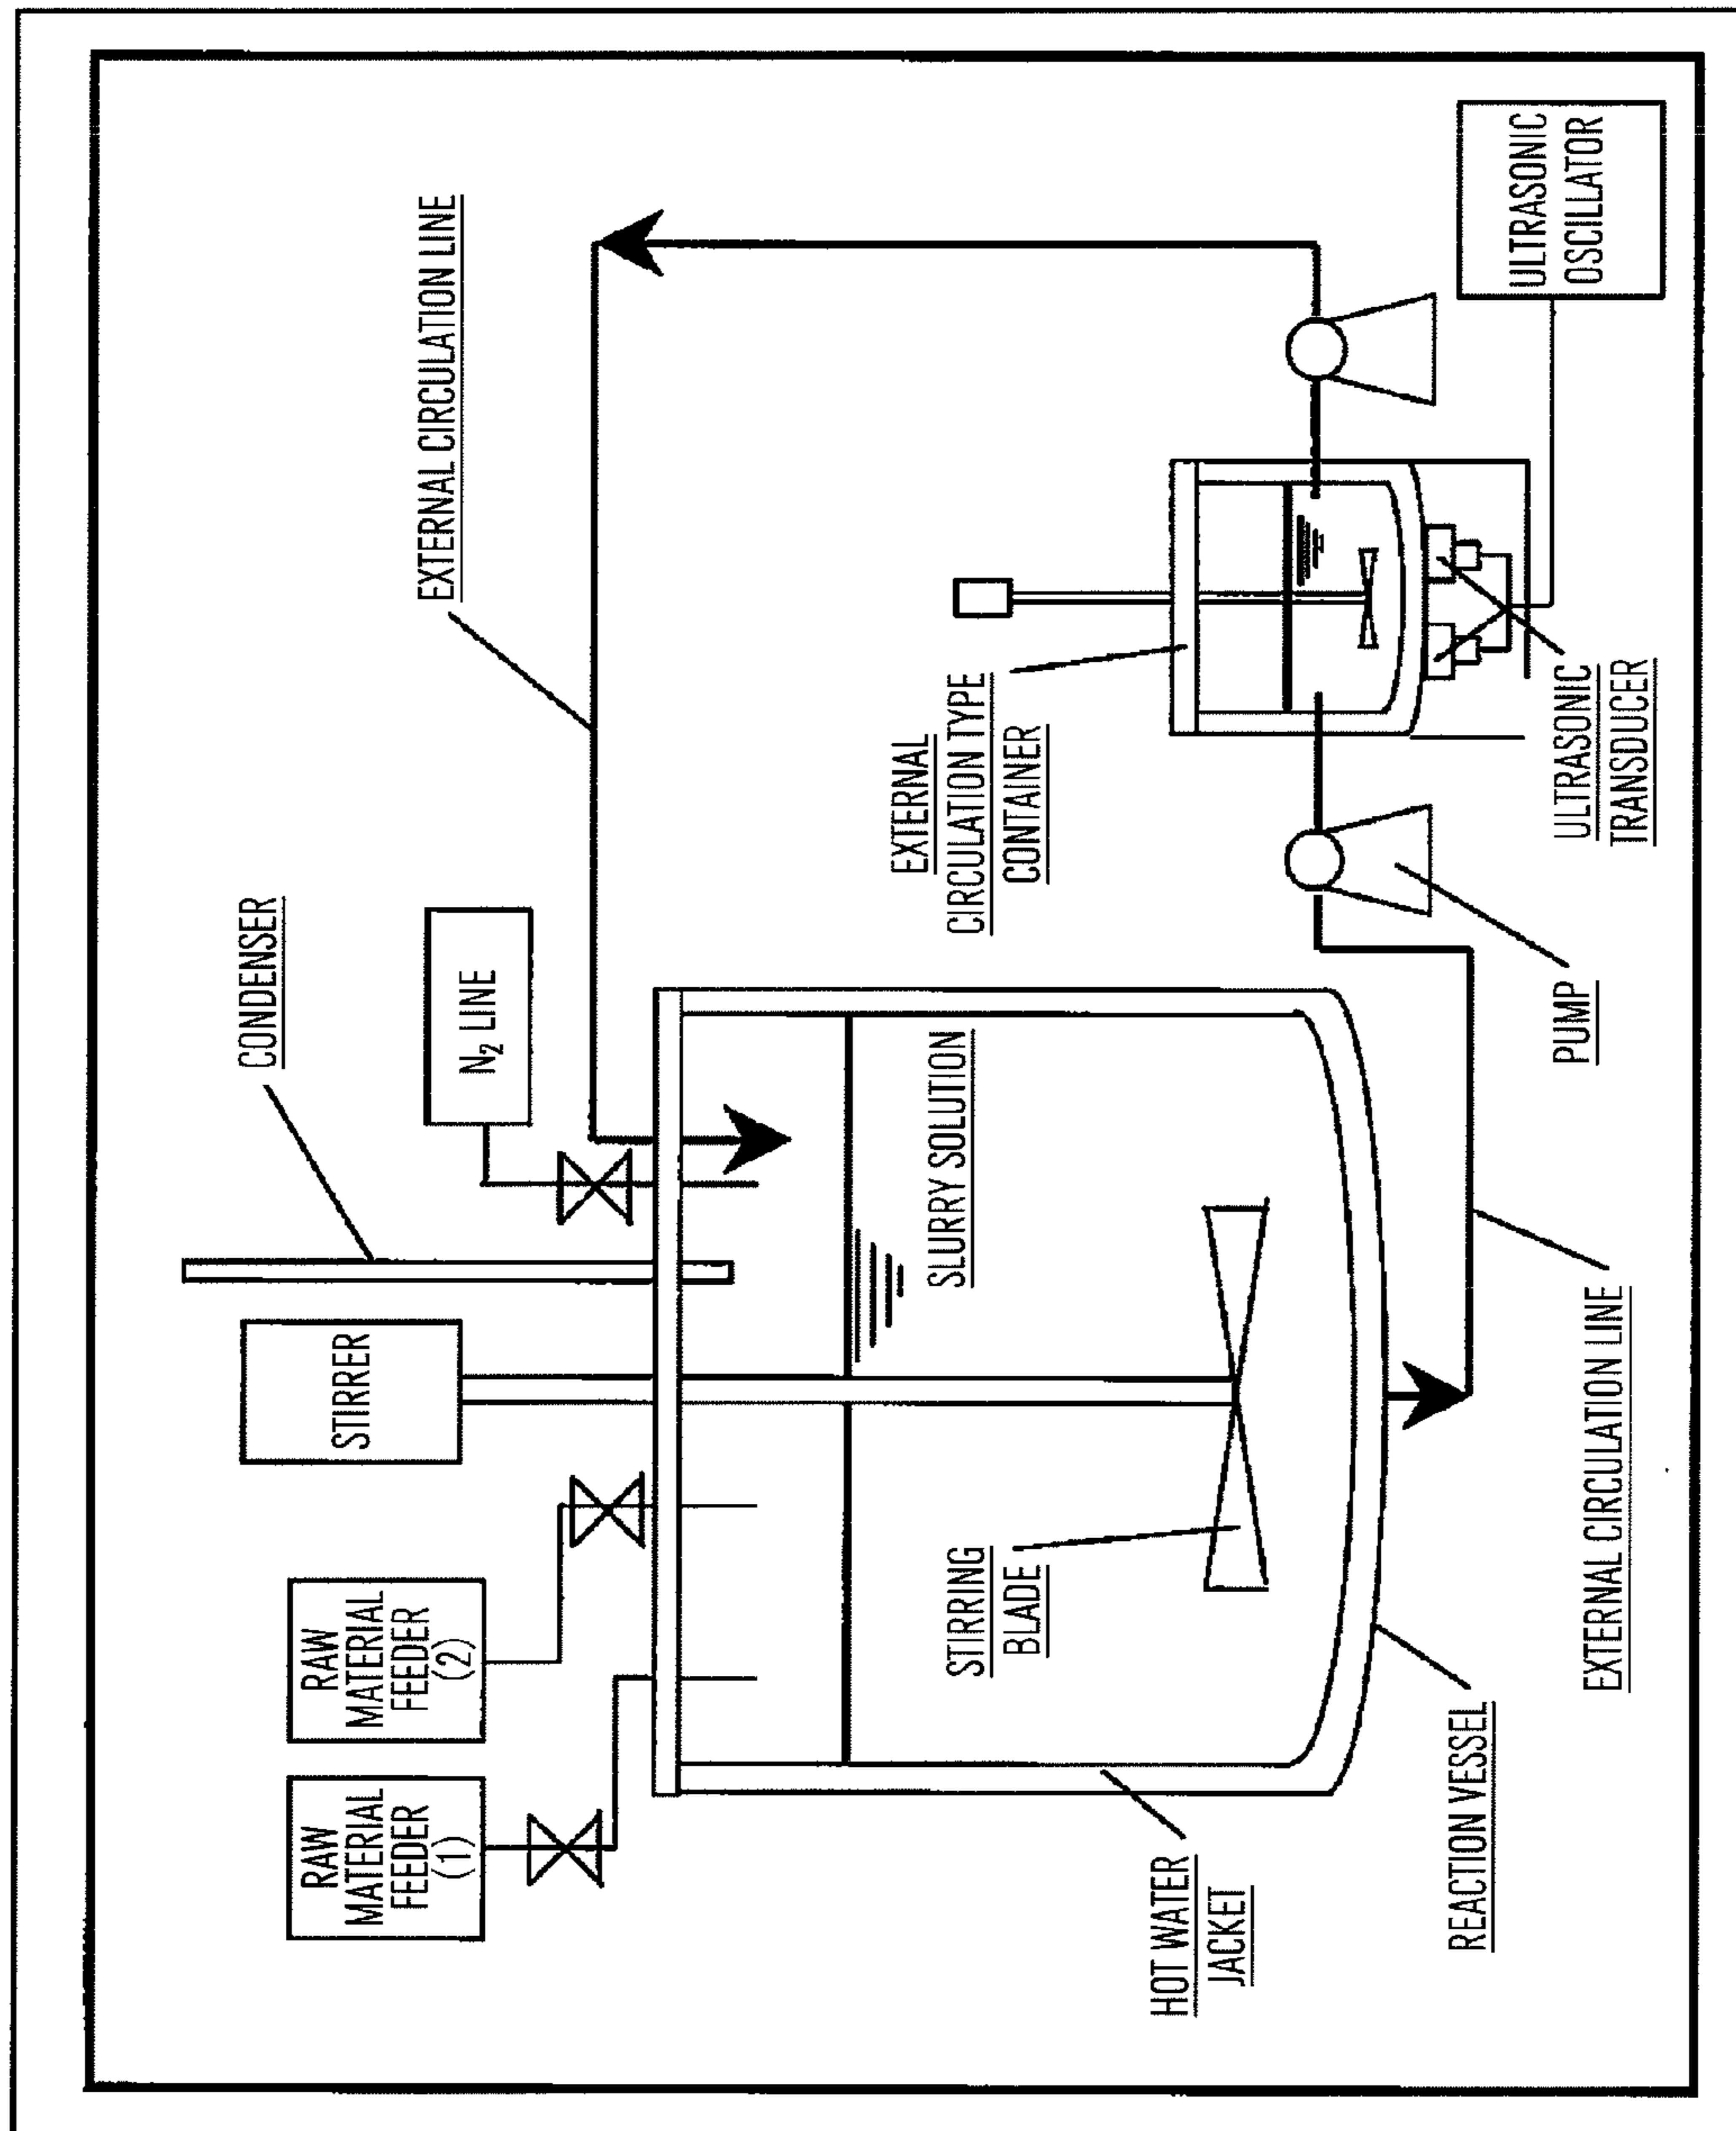 RAW
MATERIAL
FEEDER
(1)
RAW
MATERIAL
FEEDER
(2)
STIRRER
CONDENSER
N₂ LINE
EXTERNAL CIRCULATION LINE
SLURRY SOLUTION
STIRRING
BLADE
EXTERNAL
CIRCULATION TYPE
CONTAINER
HOT WATER
JACKET
REACTION VESSEL
EXTERNAL CIRCULATION LINE
PUMP
ULTRASONIC
TRANSDUCER
ULTRASONIC
OSCILLATOR